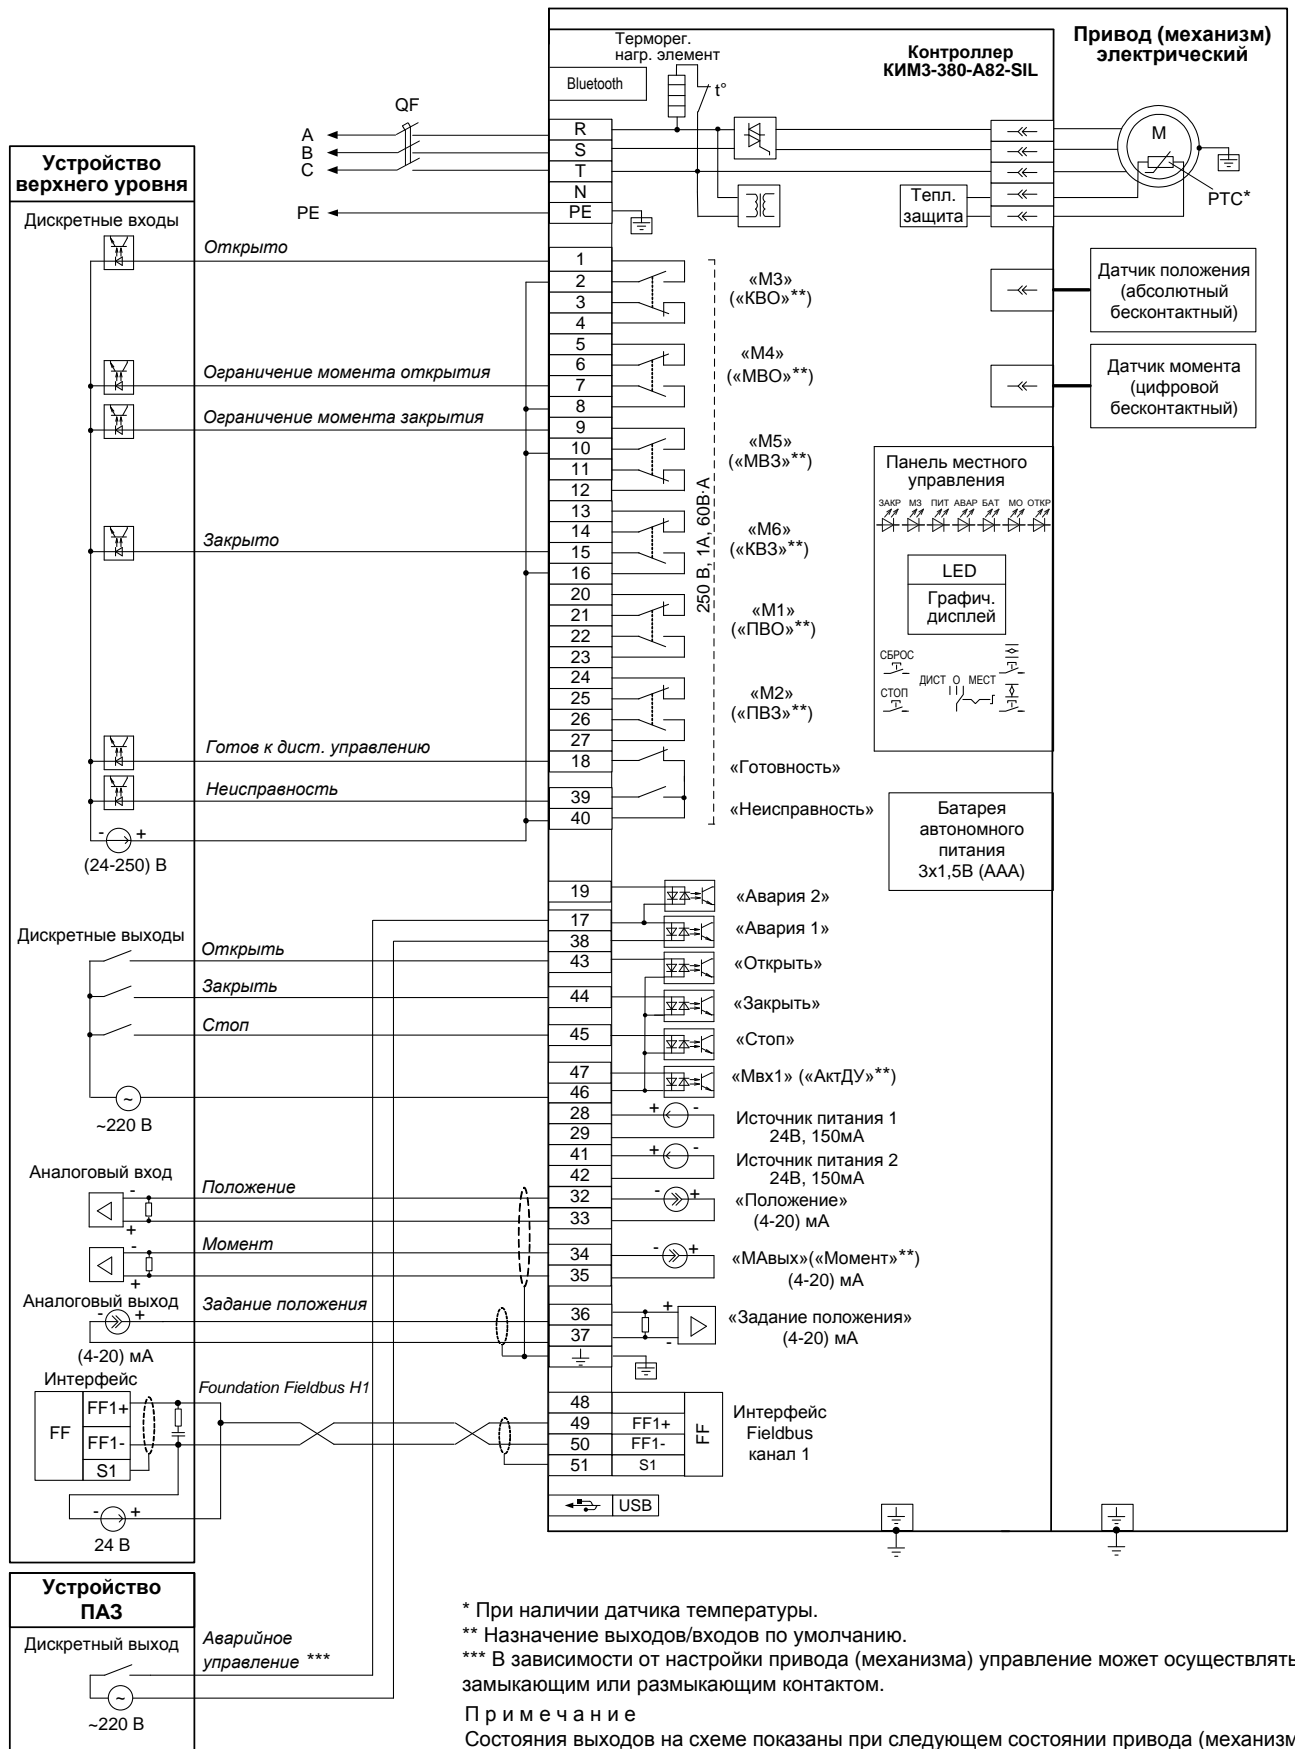 Привод (механизм)
электрический
Контроллер
КИМ3-380-А82-SIL
Терморег.
нагр. элемент
Bluetooth
t°
QF
A
B
C
PE
R
S
T
N
PE
M
PTC*
Тепл.
защита
Устройство
верхнего уровня
Дискретные входы
Открыто
Ограничение момента открытия
Ограничение момента закрытия
Закрыто
Готов к дист. управлению
Неисправность
- +
(24-250) В
1
2
3
4
5
6
7
8
9
10
11
12
13
14
15
16
20
21
22
23
24
25
26
27
18
39
40
«М3»
(«КВО»**)
«М4»
(«МВО»**)
«М5»
(«МВЗ»**)
«М6»
(«КВЗ»**)
«М1»
(«ПВО»**)
«М2»
(«ПВЗ»**)
«Готовность»
«Неисправность»
250 В, 1А, 60В·А
Датчик положения
(абсолютный
бесконтактный)
Датчик момента
(цифровой
бесконтактный)
Панель местного
управления
ЗАКР МЗ ПИТ АВАР БАТ МО ОТКР
LED
Графич.
дисплей
СБРОС
СТОП
ДИСТ О МЕСТ
Батарея
автономного
питания
3х1,5В (ААА)
Дискретные выходы
Открыть
Закрыть
Стоп
~
~220 В
19
17
38
43
44
45
47
46
28
29
41
42
32
33
34
35
36
37
«Авария 2»
«Авария 1»
«Открыть»
«Закрыть»
«Стоп»
«Мвх1» («АктДУ»**)
+ -
Источник питания 1
24В, 150мА
+ -
Источник питания 2
24В, 150мА
- +
«Положение»
(4-20) мА
- +
«МАвых»(«Момент»**)
(4-20) мА
+
-
«Задание положения»
(4-20) мА
Аналоговый вход
Положение
-
+
Момент
-
+
Аналоговый выход
Задание положения
- +
(4-20) мА
Интерфейс
Foundation Fieldbus H1
FF
FF1+
FF1-
S1
- +
24 В
48
49 FF1+
50 FF1-
51 S1
FF
Интерфейс
Fieldbus
канал 1
USB
Устройство
ПАЗ
Дискретный выход
Аварийное
управление ***
~
~220 В
* При наличии датчика температуры.
** Назначение выходов/входов по умолчанию.
*** В зависимости от настройки привода (механизма) управление может осуществлять
замыкающим или размыкающим контактом.
Примечание
Состояния выходов на схеме показаны при следующем состоянии привода (механизм